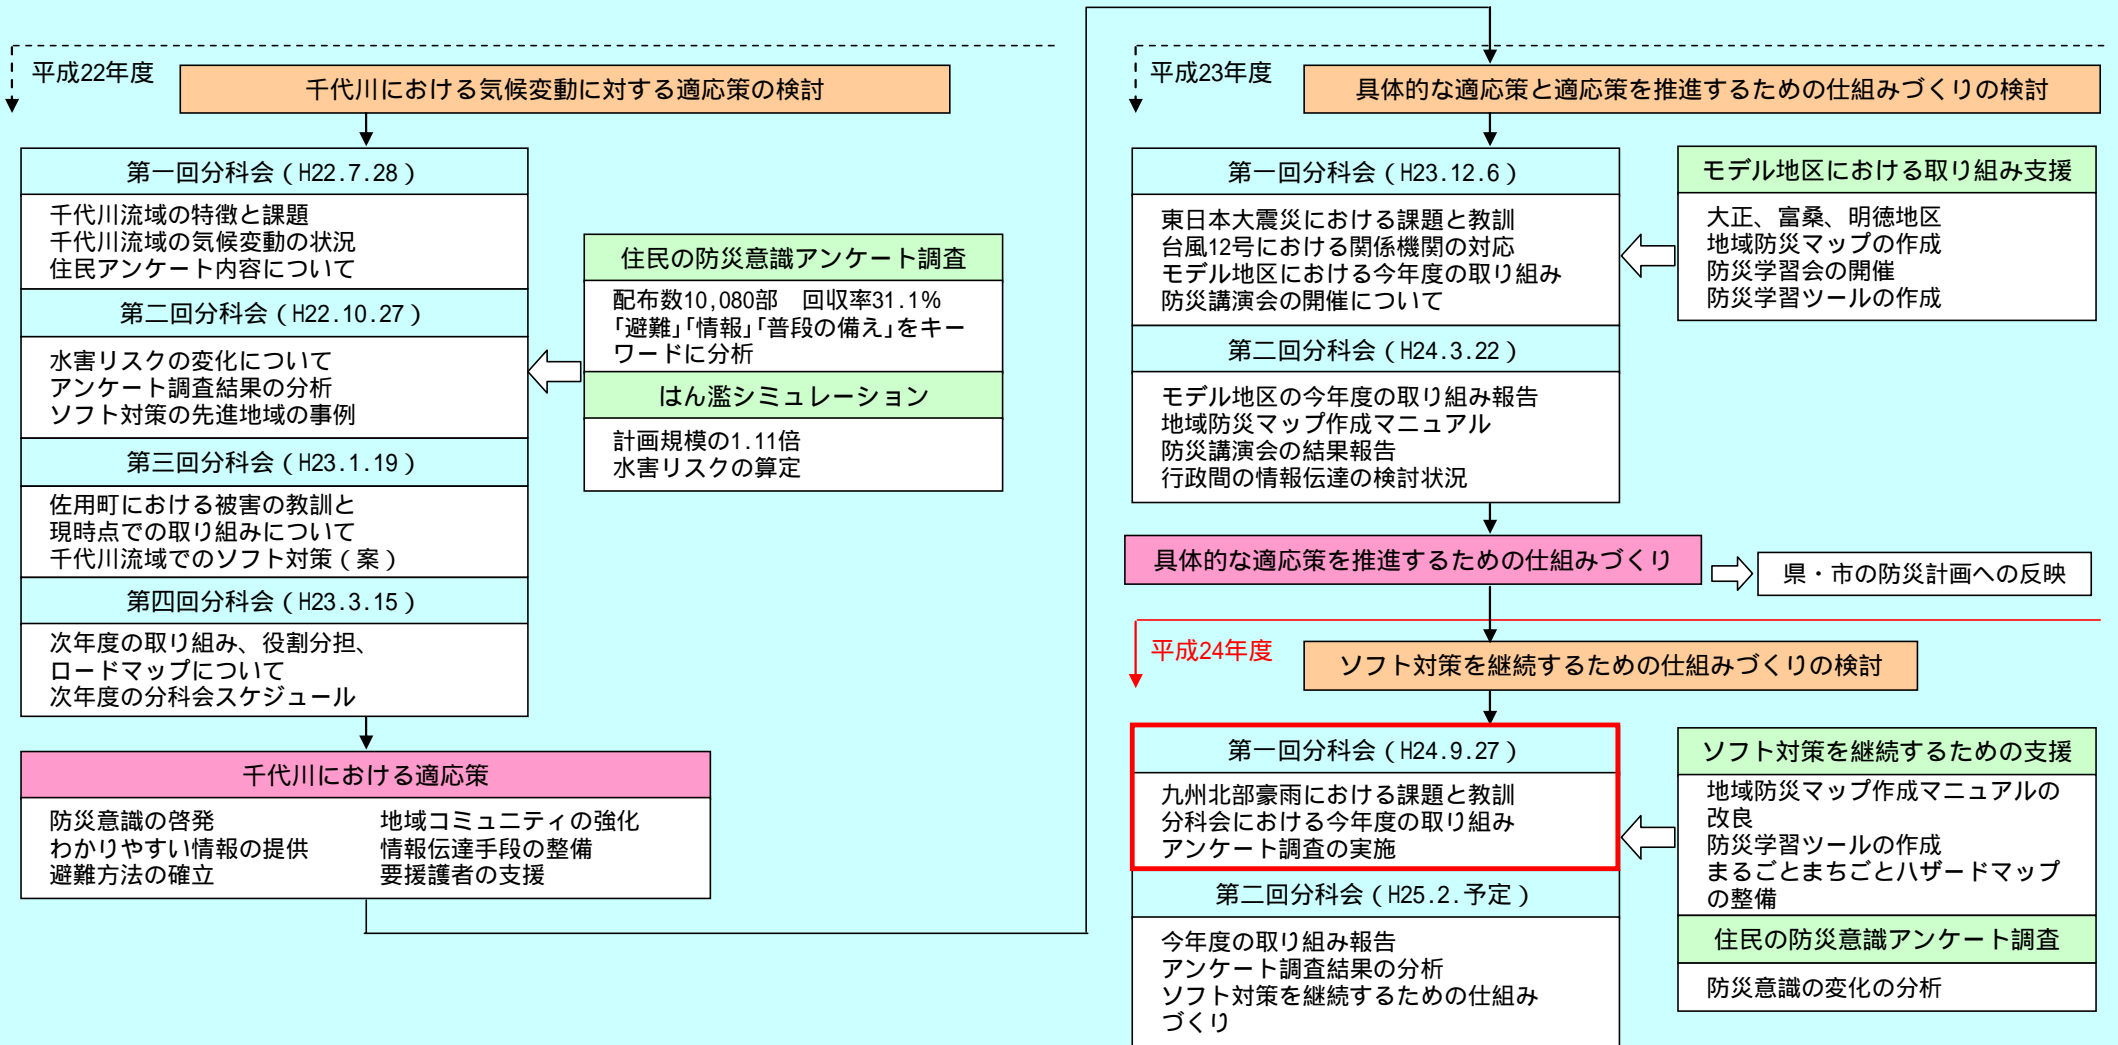 平成22年度
千代川における気候変動に対する適応策の検討
第一回分科会（H22.7.28）
千代川流域の特徴と課題
千代川流域の気候変動の状況
住民アンケート内容について
第二回分科会（H22.10.27）
水害リスクの変化について
アンケート調査結果の分析
ソフト対策の先進地域の事例
第三回分科会（H23.1.19）
佐用町における被害の教訓と
現時点での取り組みについて
千代川流域でのソフト対策（案）
第四回分科会（H23.3.15）
次年度の取り組み、役割分担、
ロードマップについて
次年度の分科会スケジュール
住民の防災意識アンケート調査
配布数10,080部　回収率31.1%
｢避難｣｢情報｣｢普段の備え｣をキー
ワードに分析
はん濫シミュレーション
計画規模の1.11倍
水害リスクの算定
千代川における適応策
防災意識の啓発　地域コミュニティの強化
わかりやすい情報の提供　情報伝達手段の整備
避難方法の確立　要援護者の支援
平成23年度
具体的な適応策と適応策を推進するための仕組みづくりの検討
第一回分科会（H23.12.6）
東日本大震災における課題と教訓
台風12号における関係機関の対応
モデル地区における今年度の取り組み
防災講演会の開催について
第二回分科会（H24.3.22）
モデル地区の今年度の取り組み報告
地域防災マップ作成マニュアル
防災講演会の結果報告
行政間の情報伝達の検討状況
モデル地区における取り組み支援
大正、富桑、明徳地区
地域防災マップの作成
防災学習会の開催
防災学習ツールの作成
具体的な適応策を推進するための仕組みづくり
県・市の防災計画への反映
平成24年度
ソフト対策を継続するための仕組みづくりの検討
第一回分科会（H24.9.27）
九州北部豪雨における課題と教訓
分科会における今年度の取り組み
アンケート調査の実施
第二回分科会（H25.2.予定）
今年度の取り組み報告
アンケート調査結果の分析
ソフト対策を継続するための仕組み
づくり
ソフト対策を継続するための支援
地域防災マップ作成マニュアルの
改良
防災学習ツールの作成
まるごとまちごとハザードマップ
の整備
住民の防災意識アンケート調査
防災意識の変化の分析